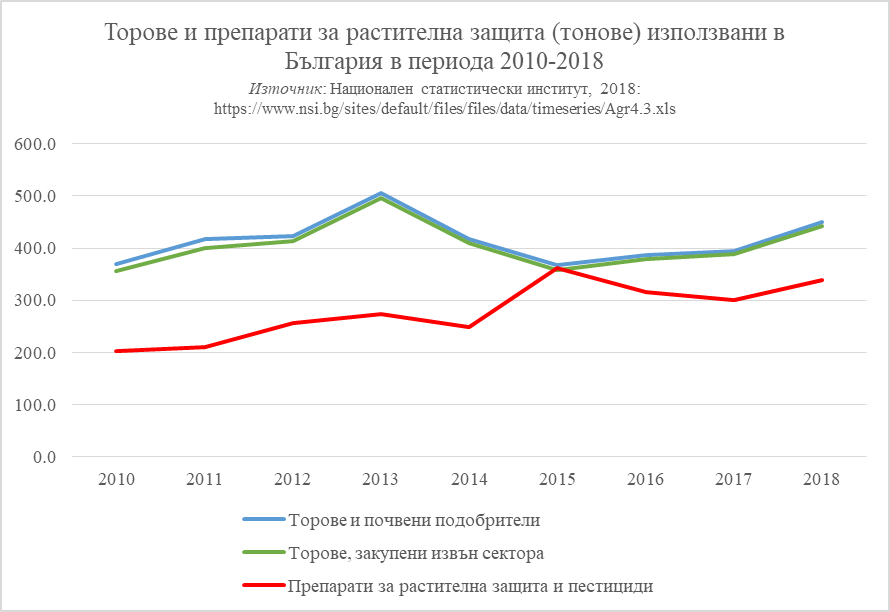 Торове и препарати за растителна защита (тонове) използвани в
България в периода 2010-2018
Източник: Национален статистически институт, 2018:
https://www.nsi.bg/sites/default/files/files/data/timeseries/Agr4.3.xls
600.0
500.0
400.0
300.0
200.0
100.0
0.0
2010 2011 2012 2013 2014 2015 2016 2017 2018
Торове и почвени подобрители
Торове, закупени извън сектора
Препарати за растителна защита и пестициди